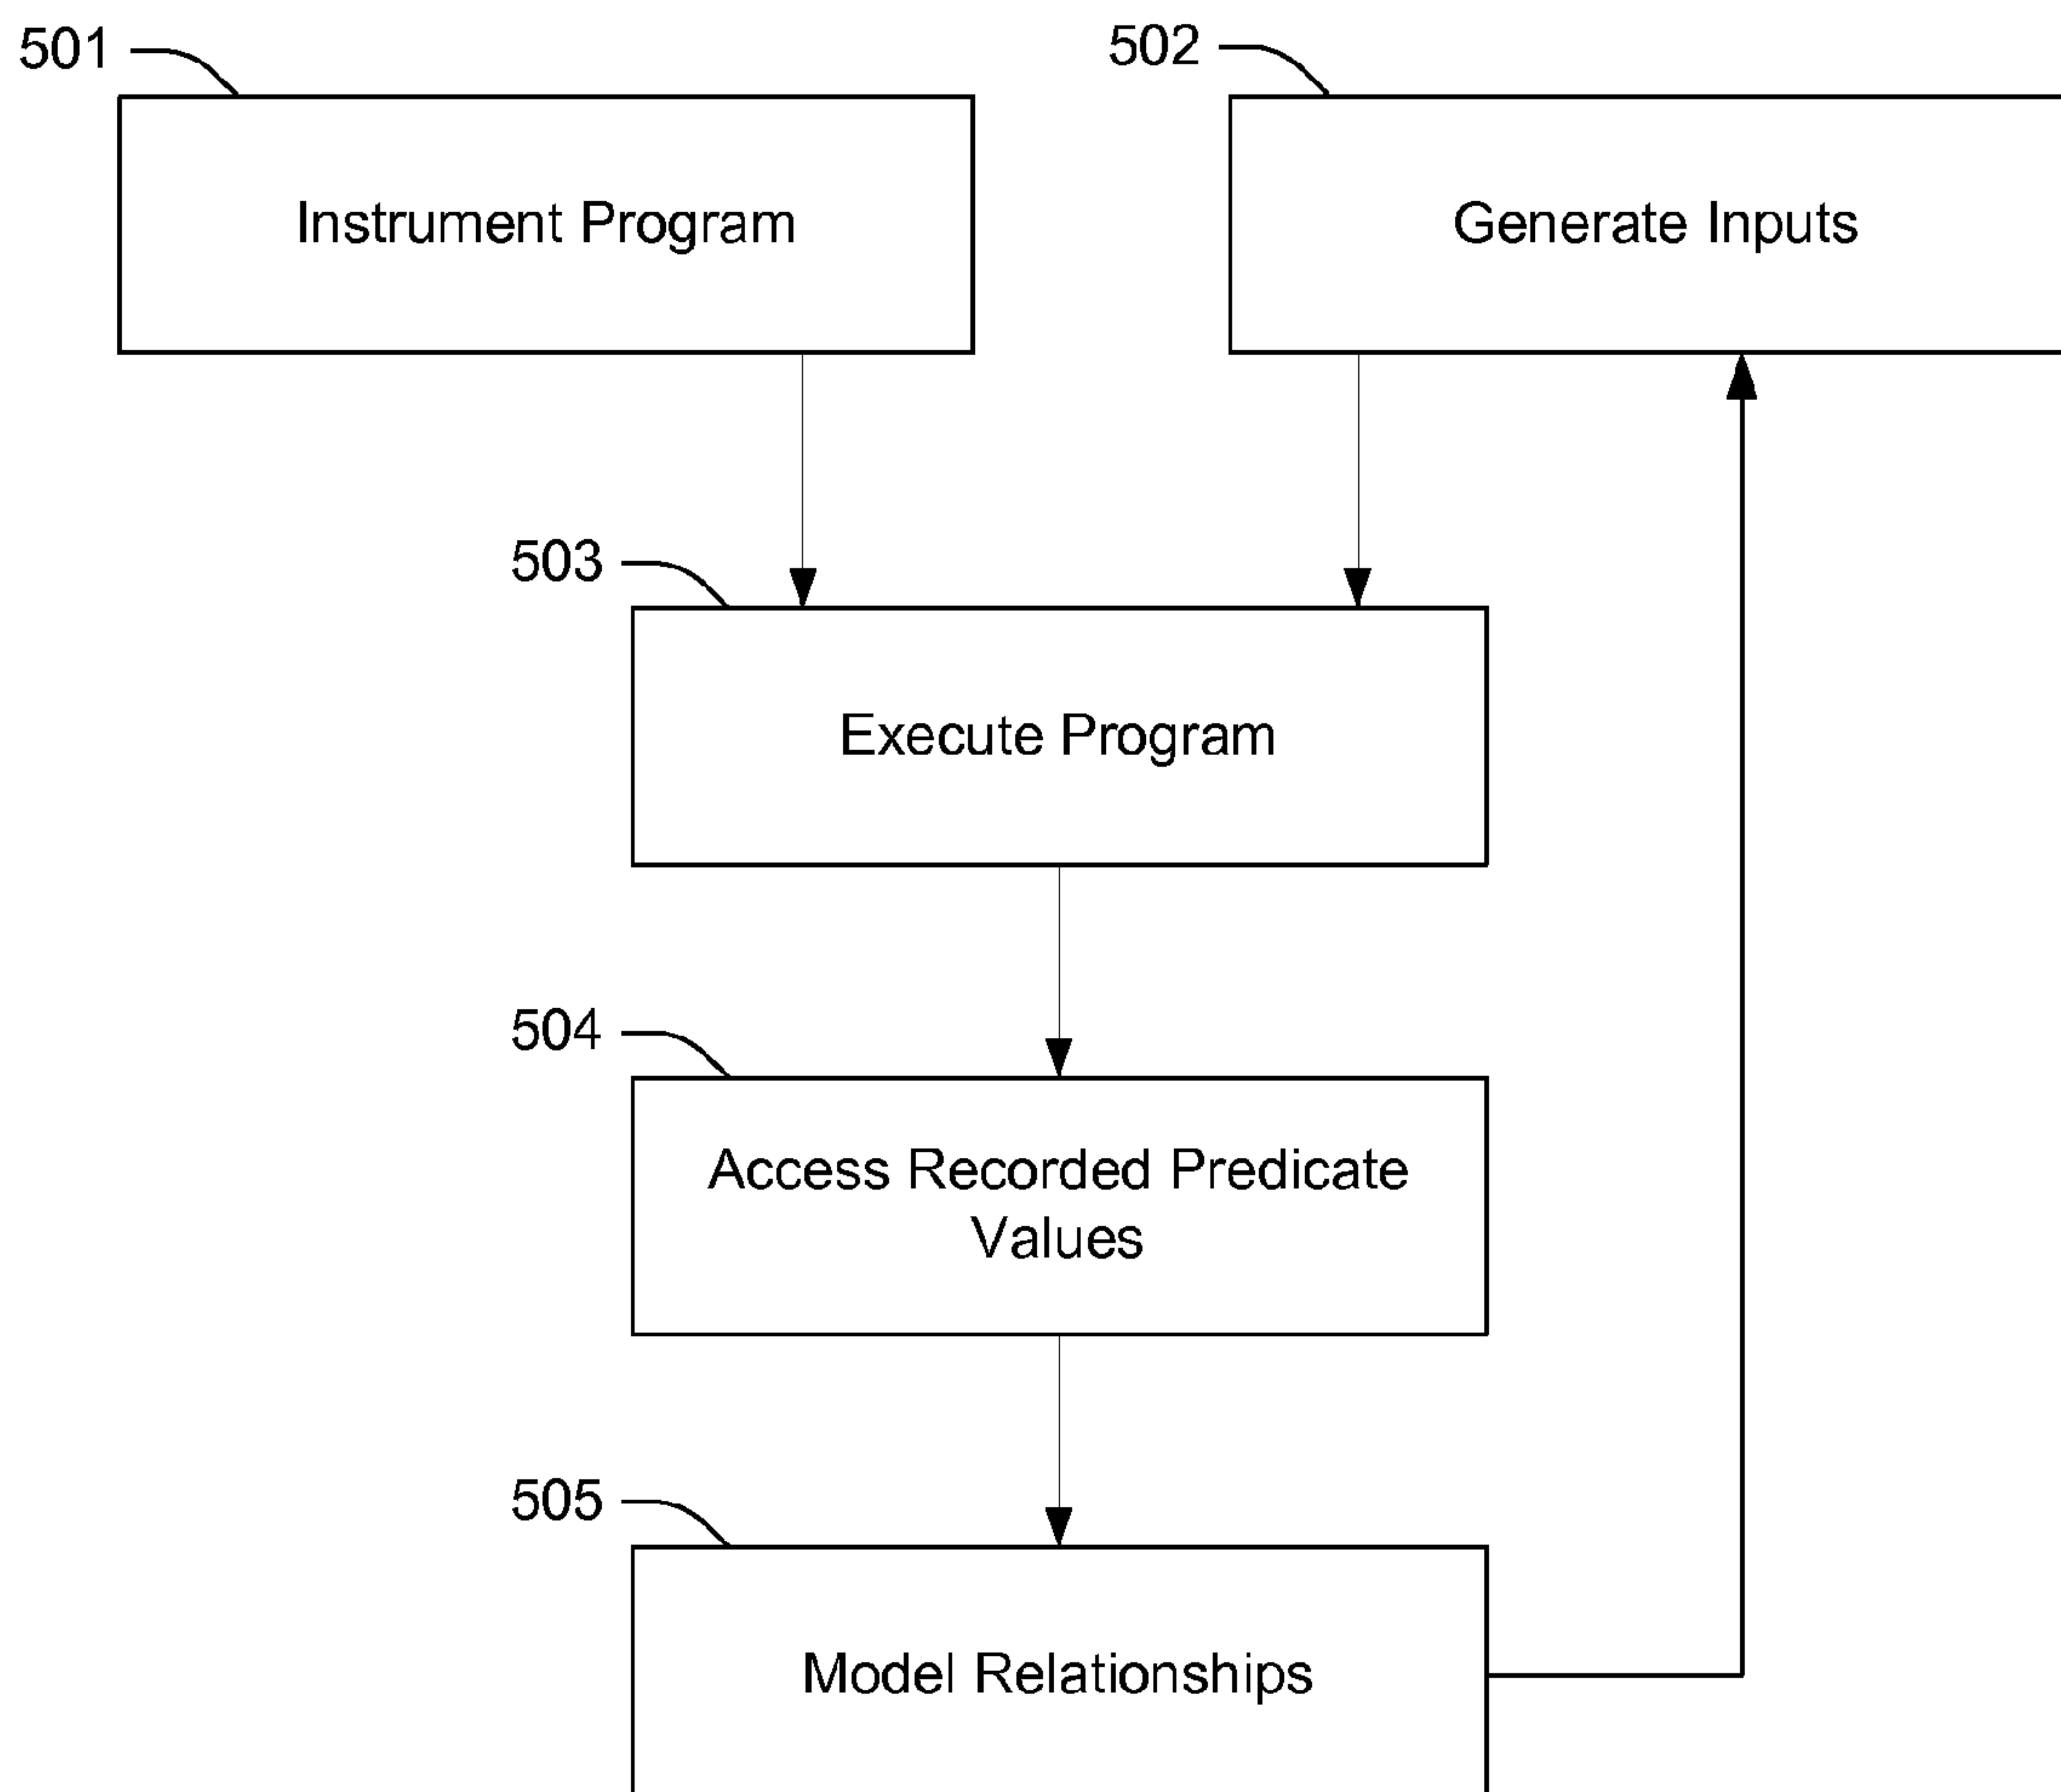 501
502
Instrument Program
Generate Inputs
503
Execute Program
504
Access Recorded Predicate
Values
505
Model Relationships